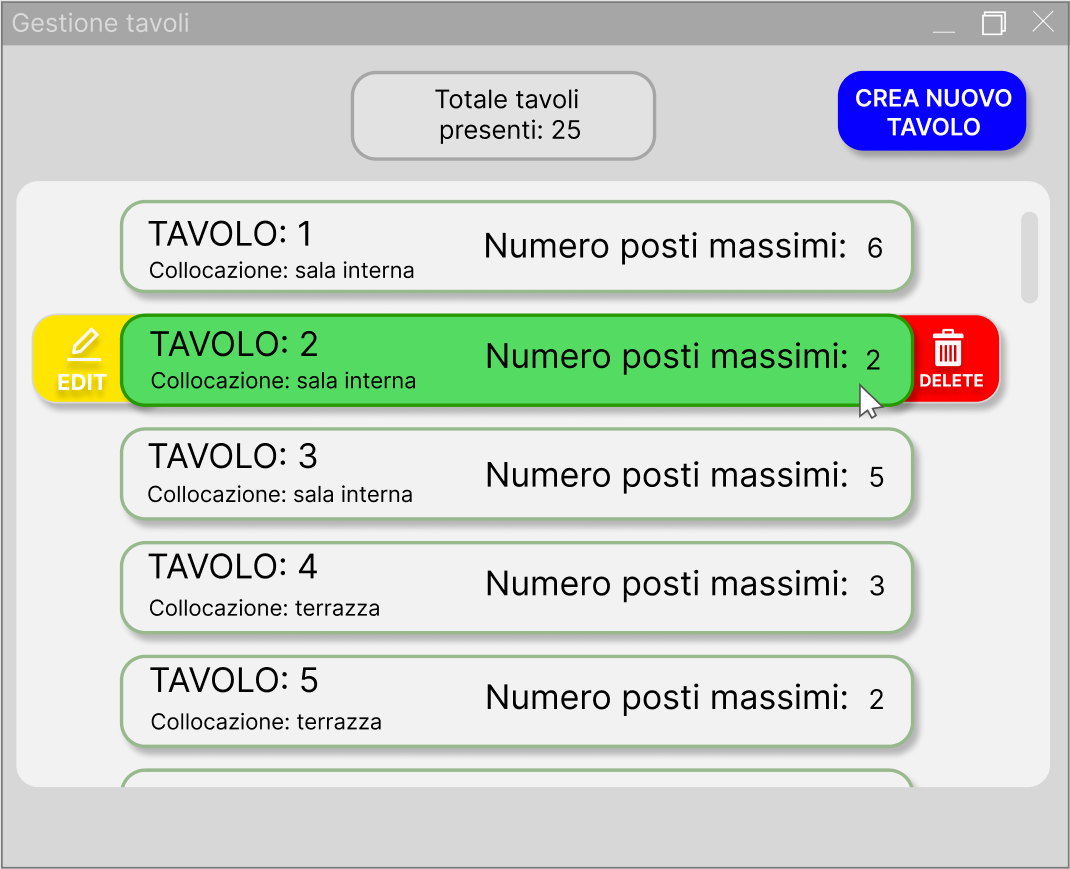 Gestione tavoli
Totale tavoli
presenti: 25
CREA NUOVO
TAVOLO
TAVOLO: 1
Collocazione: sala interna
Numero posti massimi: 6
EDIT
TAVOLO: 2
Collocazione: sala interna
Numero posti massimi: 2
DELETE
TAVOLO: 3
Collocazione: sala interna
Numero posti massimi: 5
TAVOLO: 4
Collocazione: terrazza
Numero posti massimi: 3
TAVOLO: 5
Collocazione: terrazza
Numero posti massimi: 2